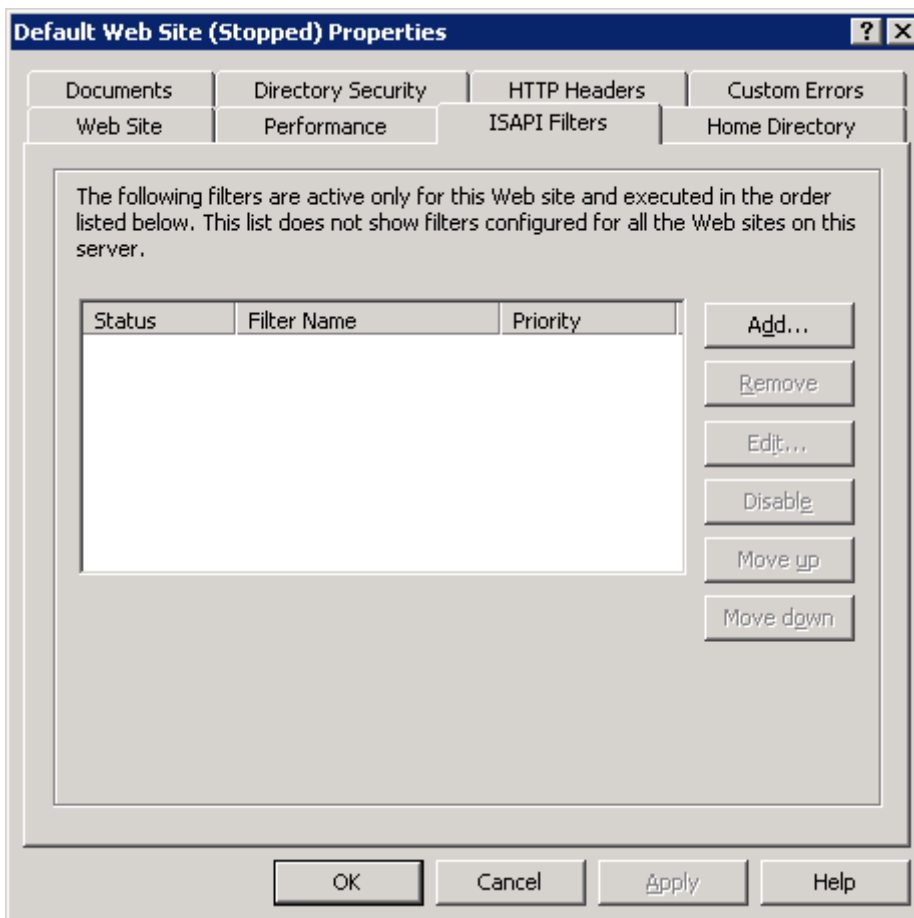 Default Web Site (Stopped) Properties
Documents Directory Security HTTP Headers Custom Errors
Web Site Performance ISAPI Filters Home Directory
The following filters are active only for this Web site and executed in the order
listed below. This list does not show filters configured for all the Web sites on this
server.
Status Filter Name Priority
Add...
Remove
Edit...
Disable
Move up
Move down
OK Cancel Apply Help